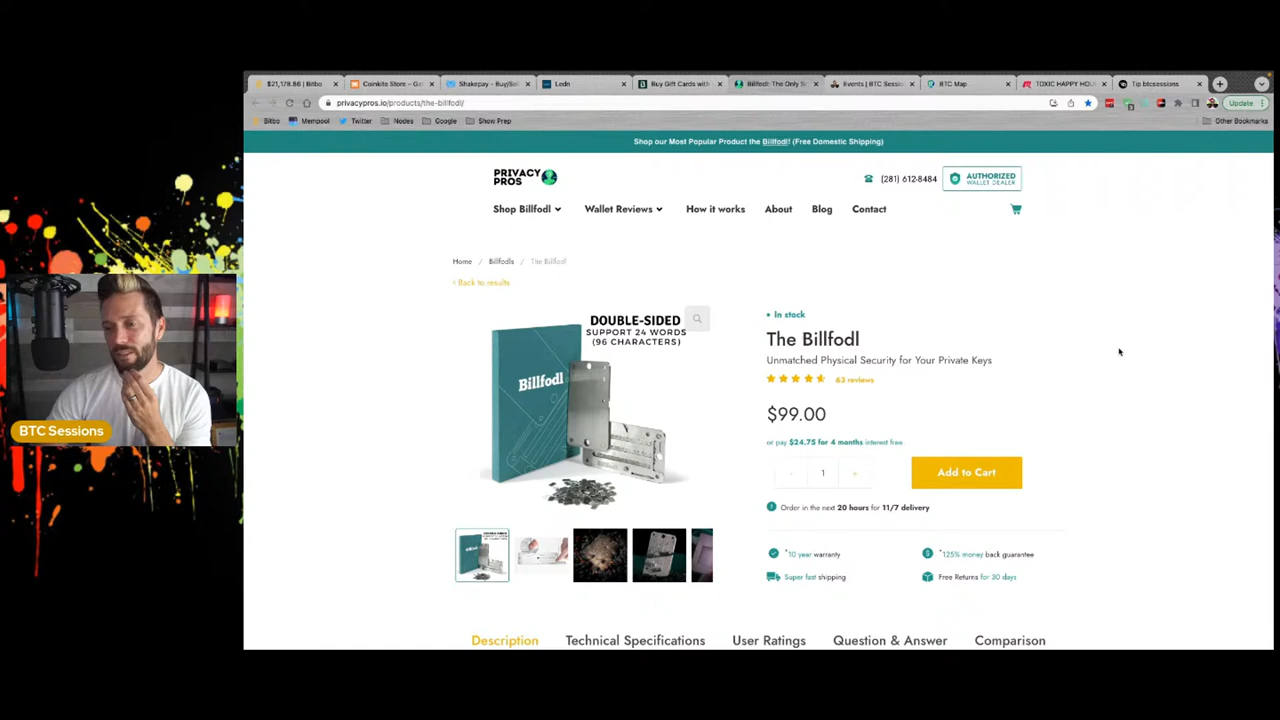 $21,178.86 | Bitbo
Coinkite Store –
Shakepay – Buy/
Ledn
Buy Gift Cards with
Billfodl: The Only
Events | BTC Sessi
BTC Map
TOXIC HAPPY HOU
Tip btcsessions
privacypros.io/products/the-billfodl/
Update
Bitbo
Mempool
Twitter
Nodes
Google
Show Prep
Other Bookmarks
Shop our Most Popular Product the Billfodl! (Free Domestic Shipping)
PRIVACY
PROS
(281) 612-8484
AUTHORIZED
WALLET DEALER
Shop Billfodl
Wallet Reviews
How it works
About
Blog
Contact
Home / Billfodls / The Billfodl
‹ Back to results
DOUBLE-SIDED
SUPPORT 24 WORDS
(96 CHARACTERS)
Billfodl
• In stock
The Billfodl
Unmatched Physical Security for Your Private Keys
63 reviews
$99.00
or pay $24.75 for 4 months interest free
- 1 +
Add to Cart
Order in the next 20 hours for 11/7 delivery
*10 year warranty
*125% money back guarantee
Super fast shipping
Free Returns for 30 days
Description
Technical Specifications
User Ratings
Question & Answer
Comparison
BTC Sessions